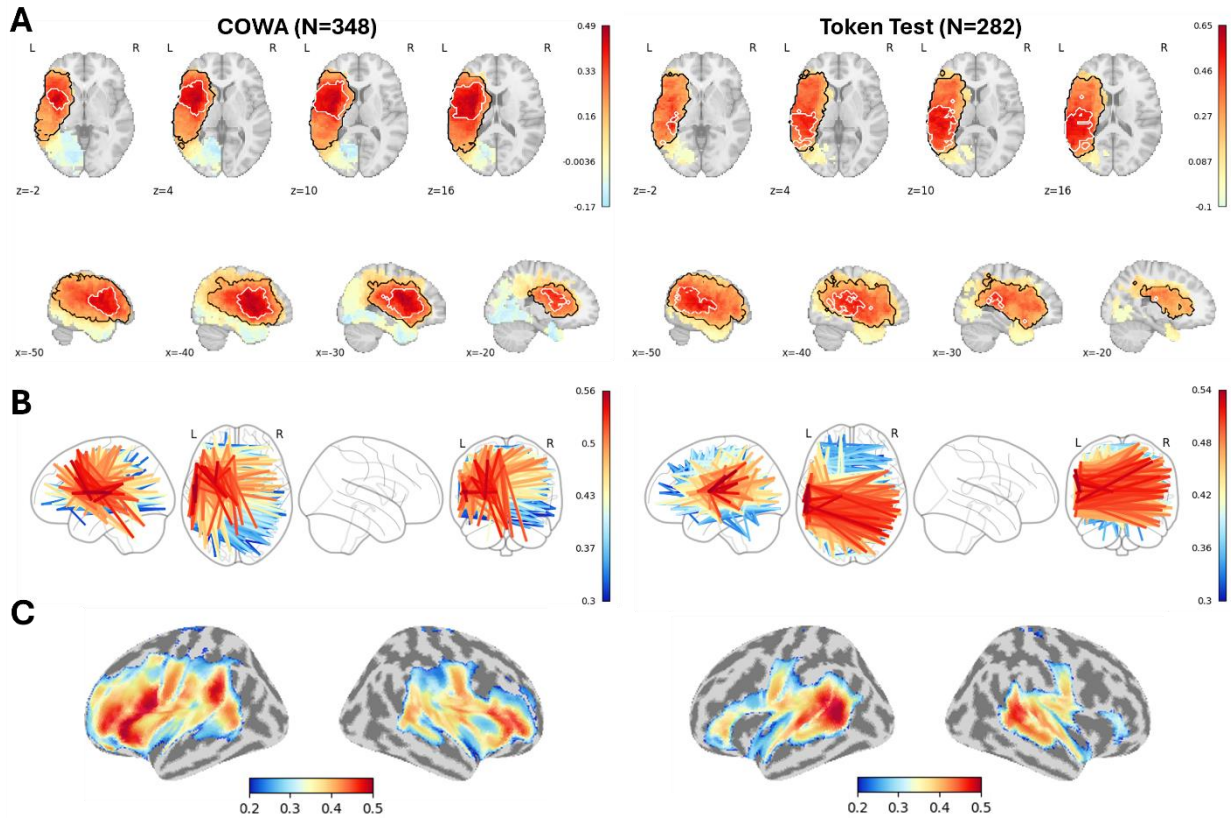 A
COWA (N=348)
Token Test (N=282)
L R L R
0.49
0.33
0.16
-0.0036
-0.17
0.65
0.46
0.27
0.087
-0.1
z=-2 z=4 z=10 z=16 z=-2 z=4 z=10 z=16
x=-50 x=-40 x=-30 x=-20 x=-50 x=-40 x=-30 x=-20
B
L R L R L R L R
0.56
0.5
0.43
0.37
0.3
0.54
0.48
0.42
0.36
0.3
C
0.2 0.3 0.4 0.5 0.2 0.3 0.4 0.5